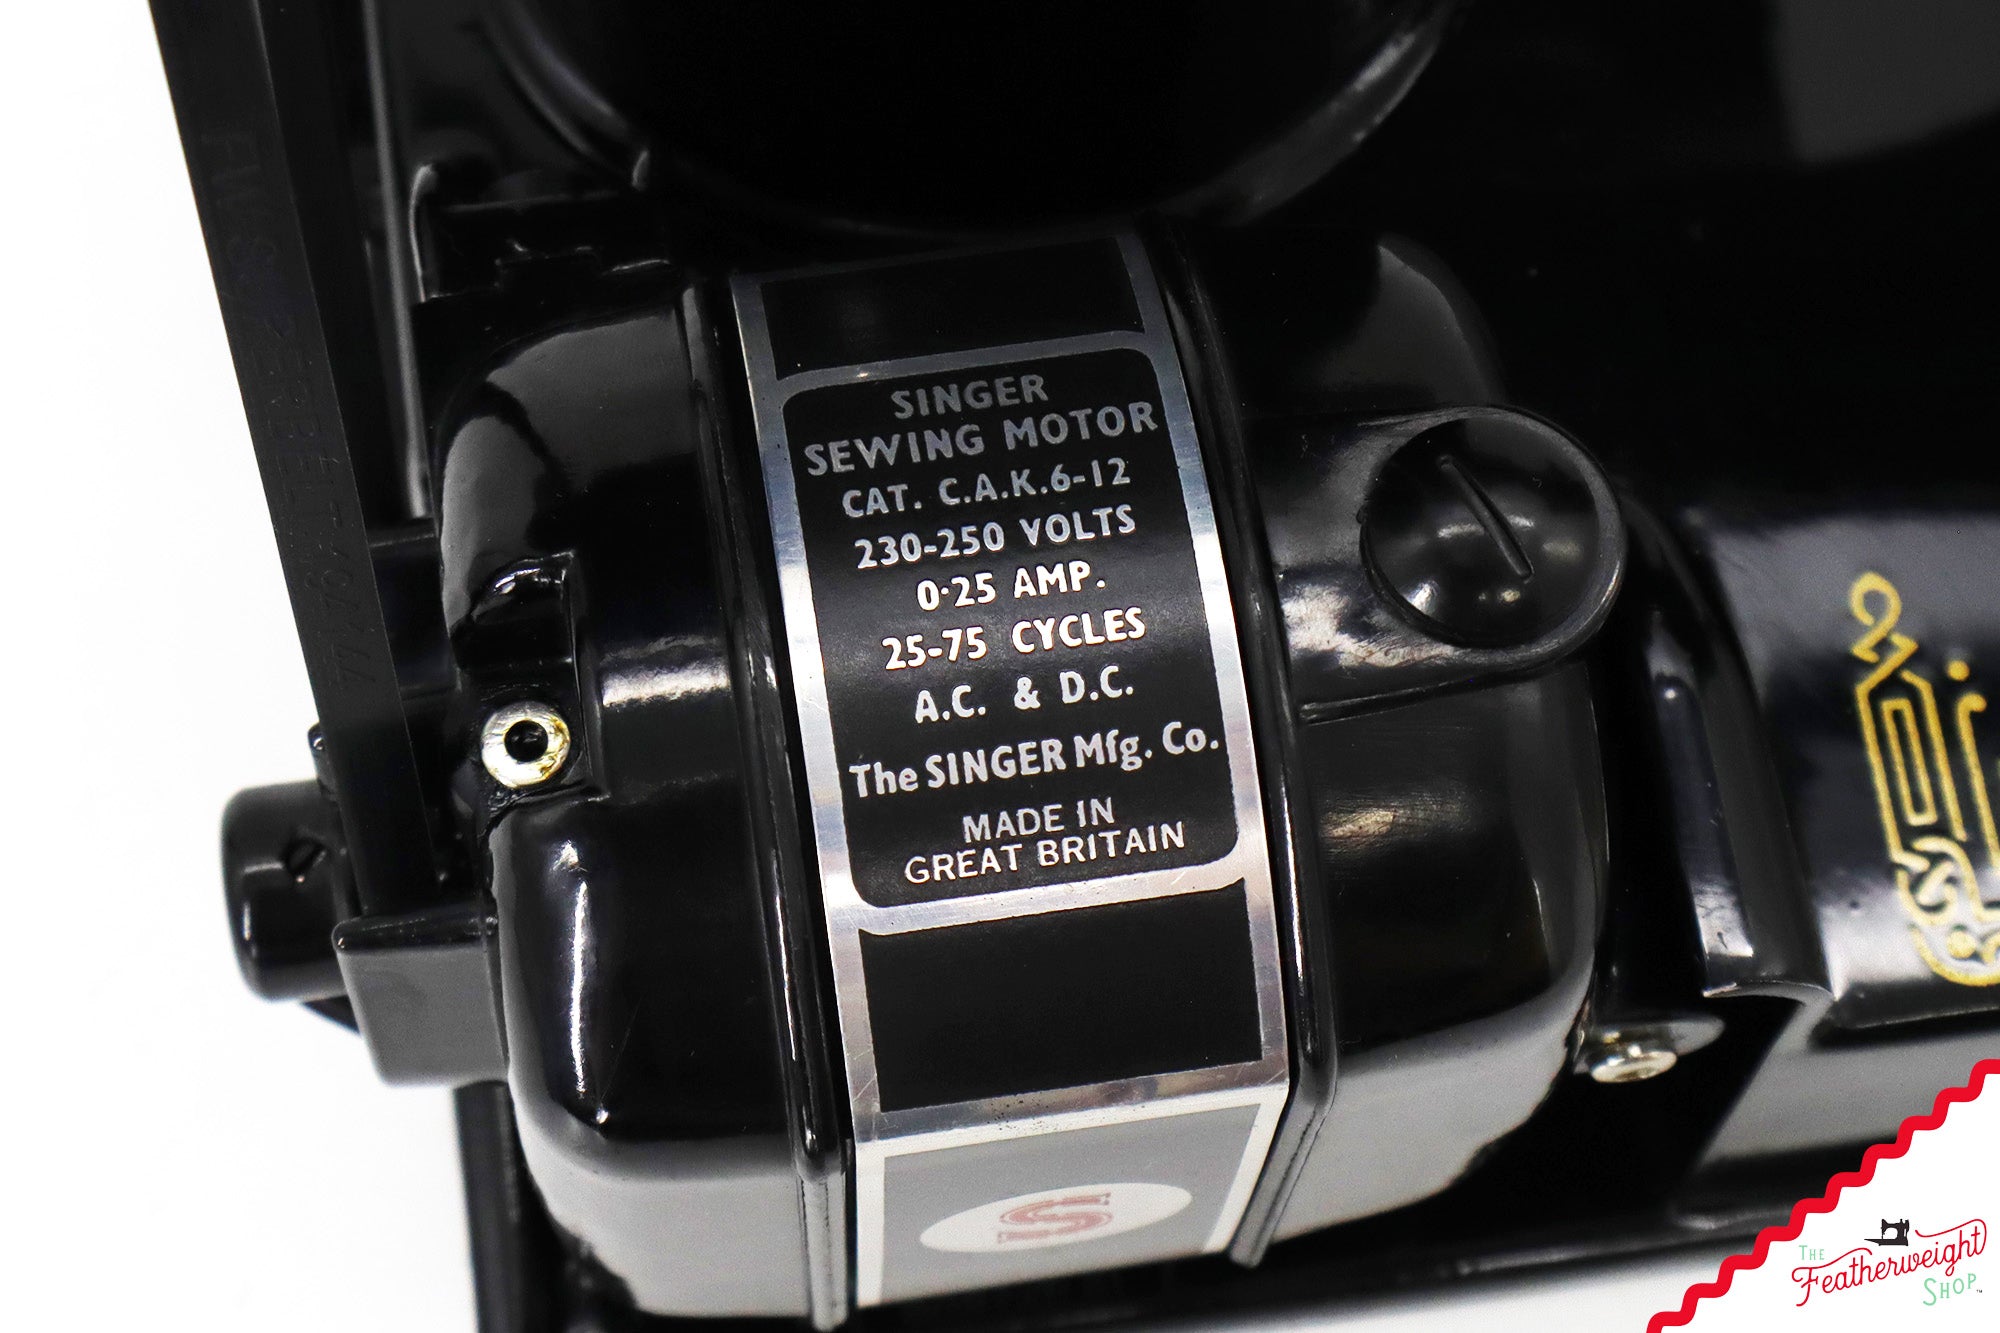 SINGER
SEWING MOTOR
CAT. C.A.K.6-12
230-250 VOLTS
0·25 AMP.
25-75 CYCLES
A.C. & D.C.
The SINGER Mfg. Co.
MADE IN
GREAT BRITAIN
S
THE
Featherweight
SHOP™